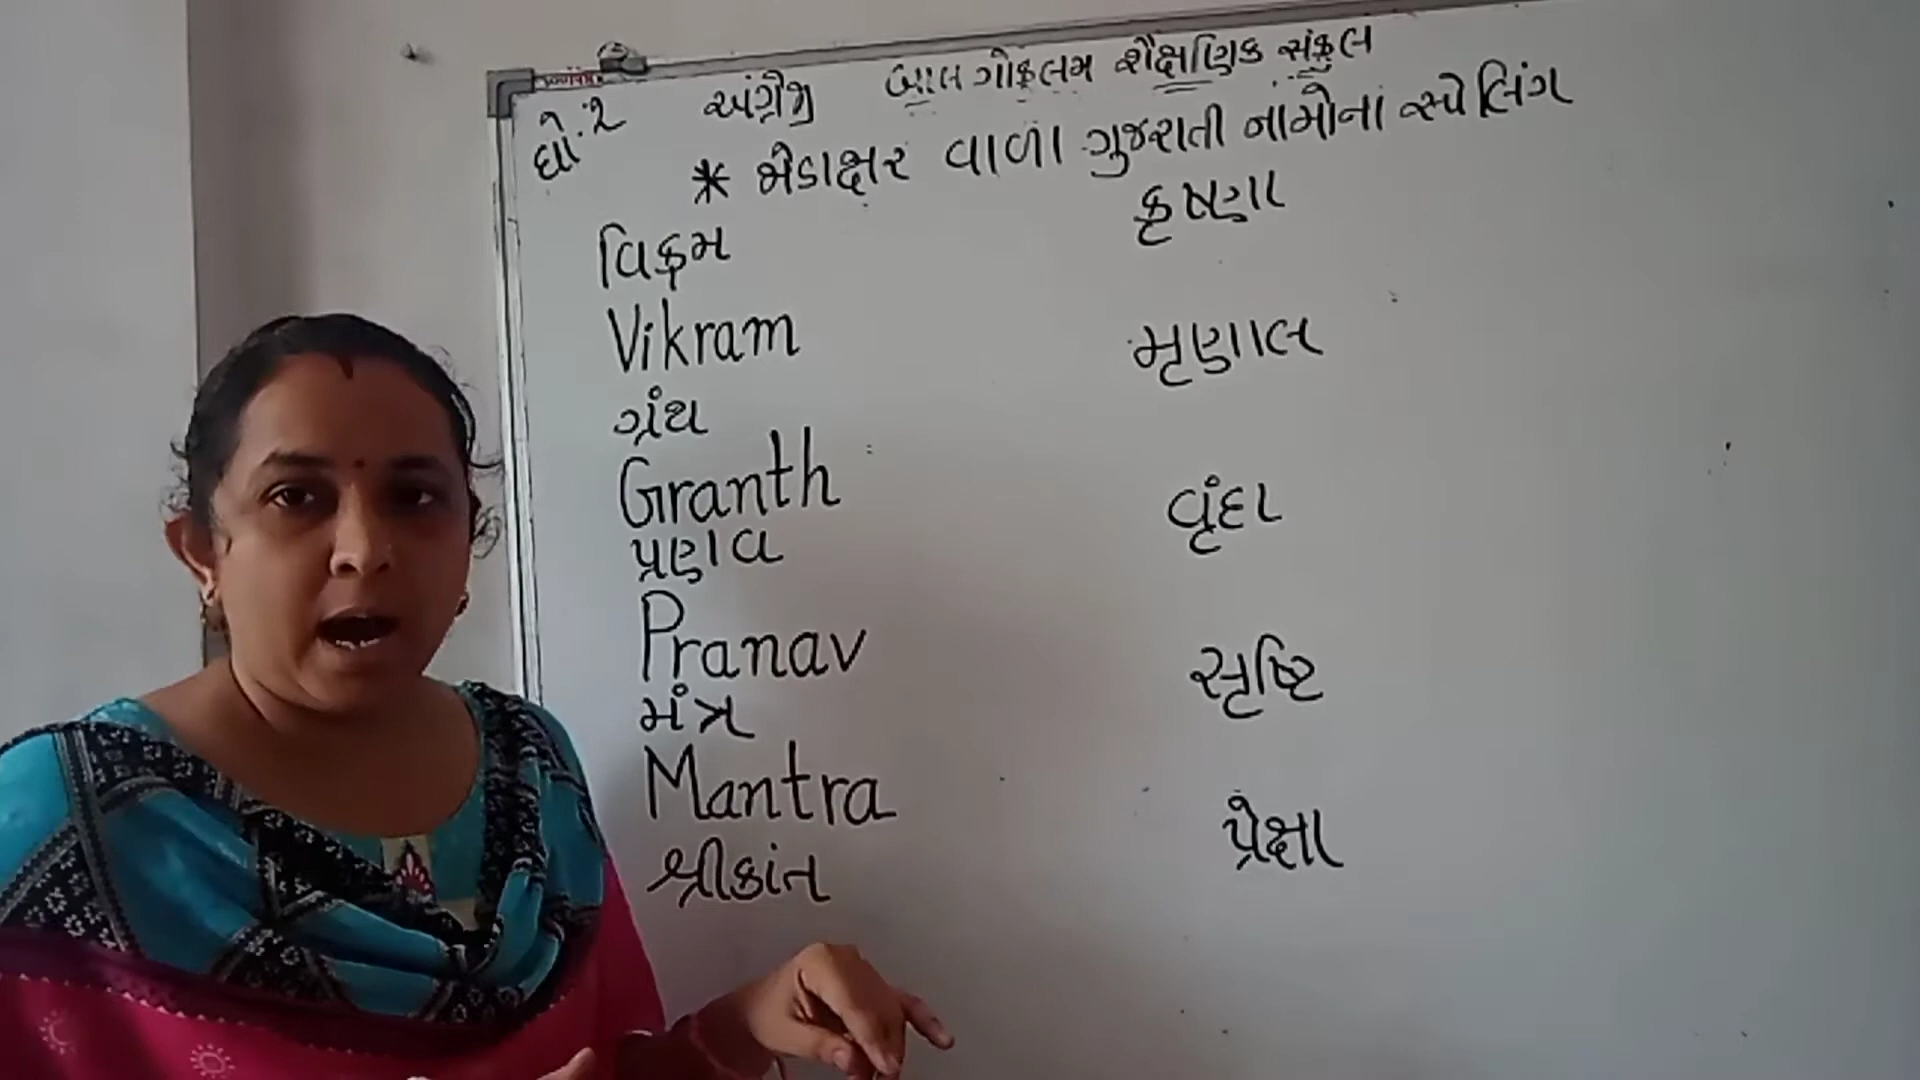 ધો. ૨ અંગ્રેજી બાલ ગોકુલમ શૈક્ષણિક સંકુલ
* જોડાક્ષર વાળા ગુજરાતી નામોના સ્પેલિંગ
વિક્રમ
Vikram
ગ્રંથ
Granth
પ્રણવ
Pranav
મંત્ર
Mantra
શ્રીકાંત
કૃષ્ણા
મૃણાલ
વૃંદા
સૃષ્ટિ
પ્રેક્ષા